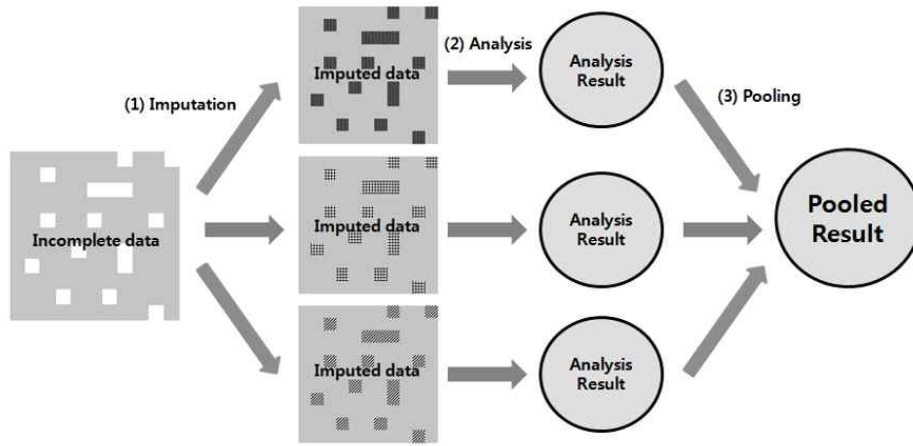 (1) Imputation
Incomplete data
Imputed data
Imputed data
Imputed data
(2) Analysis
Analysis
Result
Analysis
Result
Analysis
Result
(3) Pooling
Pooled
Result